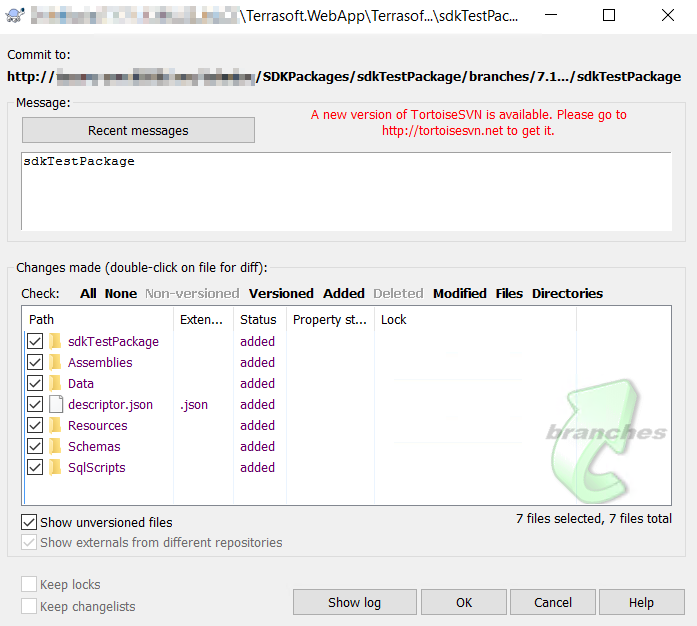 \Terrasoft.WebApp\Terrasof...\sdkTestPac...
Commit to:
http:// /SDKPackages/sdkTestPackage/branches/7.1.../sdkTestPackage
Message:
Recent messages
A new version of TortoiseSVN is available. Please go to
http://tortoisesvn.net to get it.
sdkTestPackage
Changes made (double-click on file for diff):
Check: All None Non-versioned Versioned Added Deleted Modified Files Directories
Path Exten... Status Property st... Lock
sdkTestPackage added
Assemblies added
Data added
descriptor.json .json added
Resources added
Schemas added
SqlScripts added
branches
Show unversioned files
7 files selected, 7 files total
Show externals from different repositories
Keep locks
Keep changelists
Show log OK Cancel Help